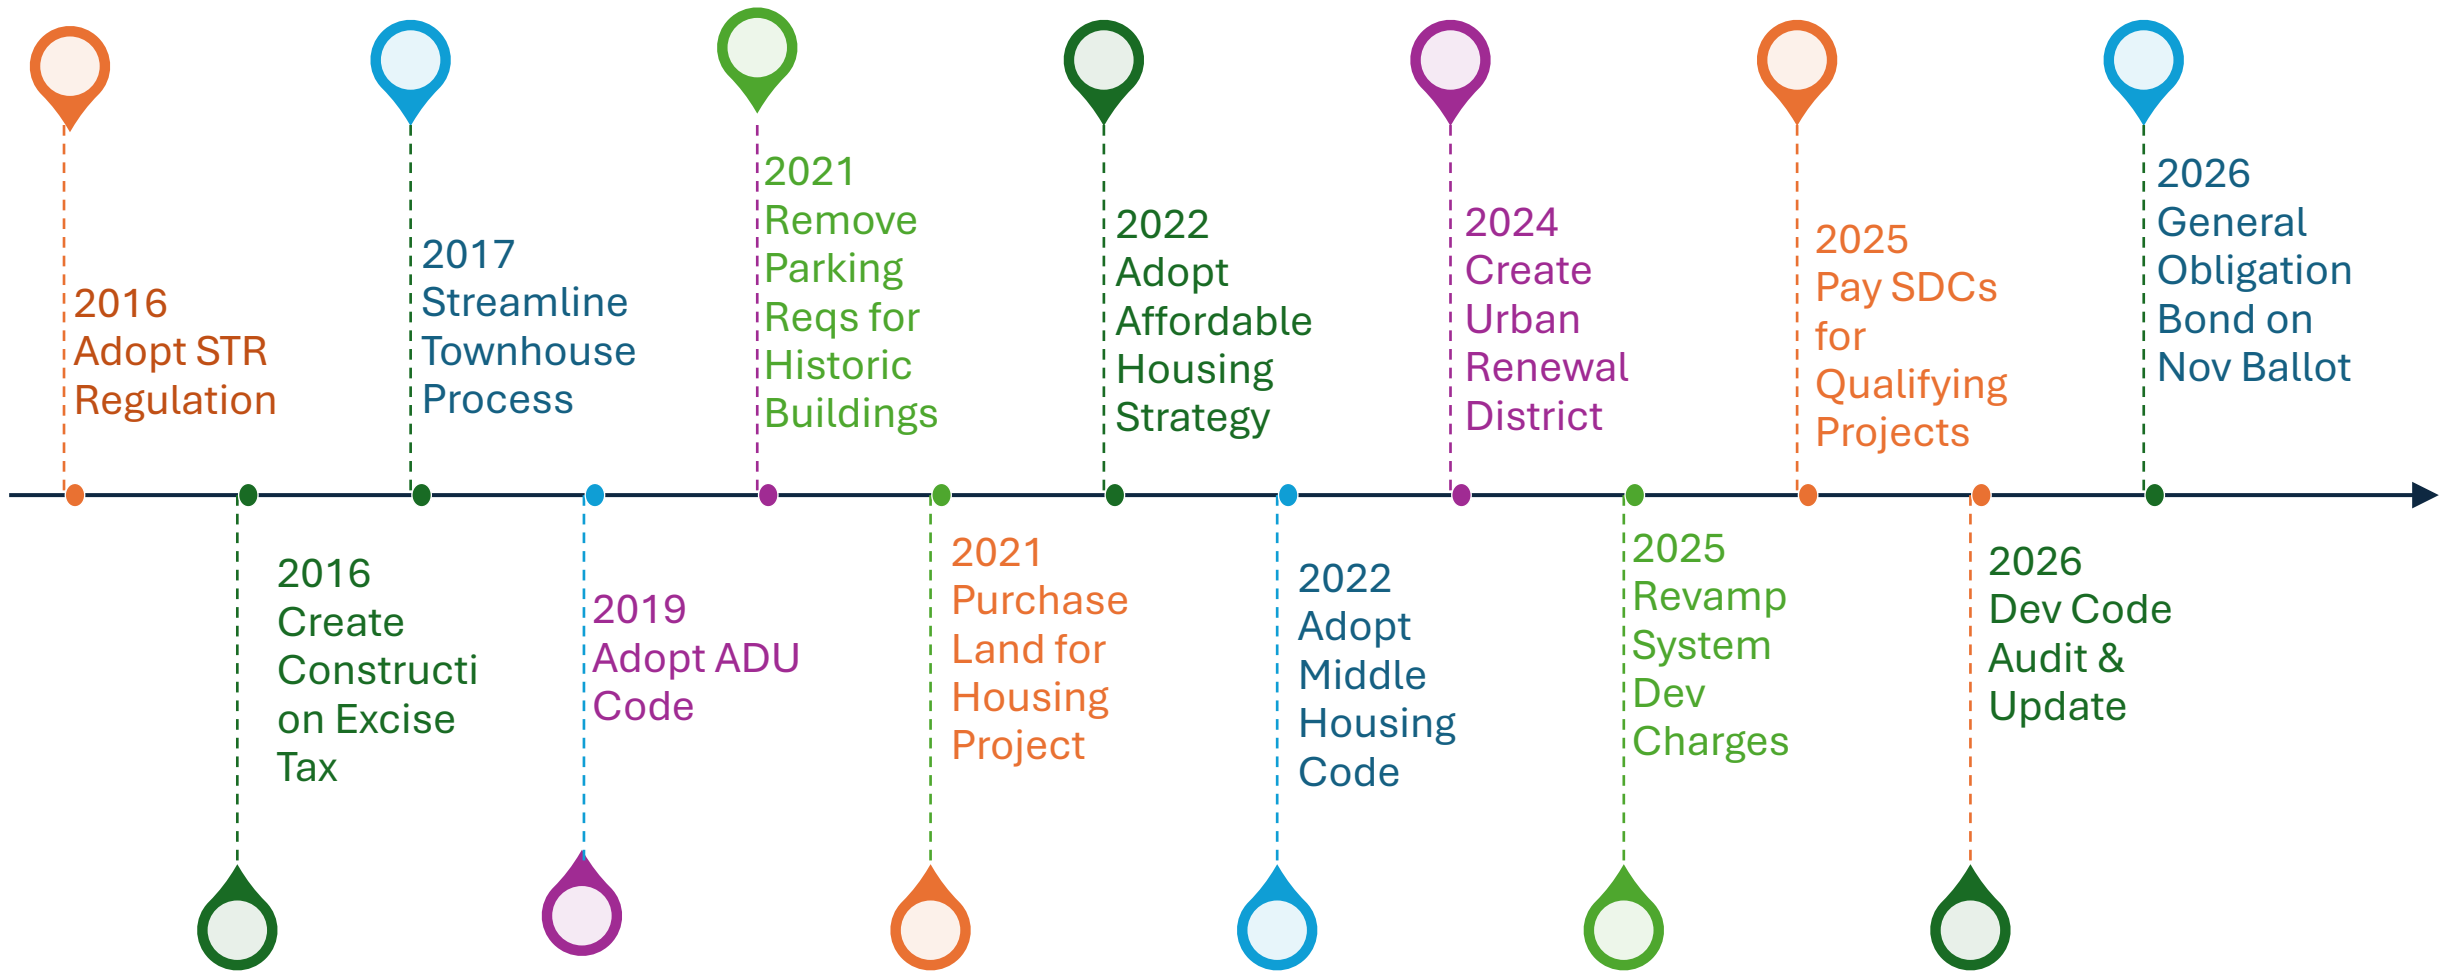 2016
Adopt STR
Regulation
2016
Create
Constructi
on Excise
Tax
2017
Streamline
Townhouse
Process
2019
Adopt ADU
Code
2021
Remove
Parking
Reqs for
Historic
Buildings
2021
Purchase
Land for
Housing
Project
2022
Adopt
Affordable
Housing
Strategy
2022
Adopt
Middle
Housing
Code
2024
Create
Urban
Renewal
District
2025
Revamp
System
Dev
Charges
2025
Pay SDCs
for
Qualifying
Projects
2026
Dev Code
Audit &
Update
2026
General
Obligation
Bond on
Nov Ballot